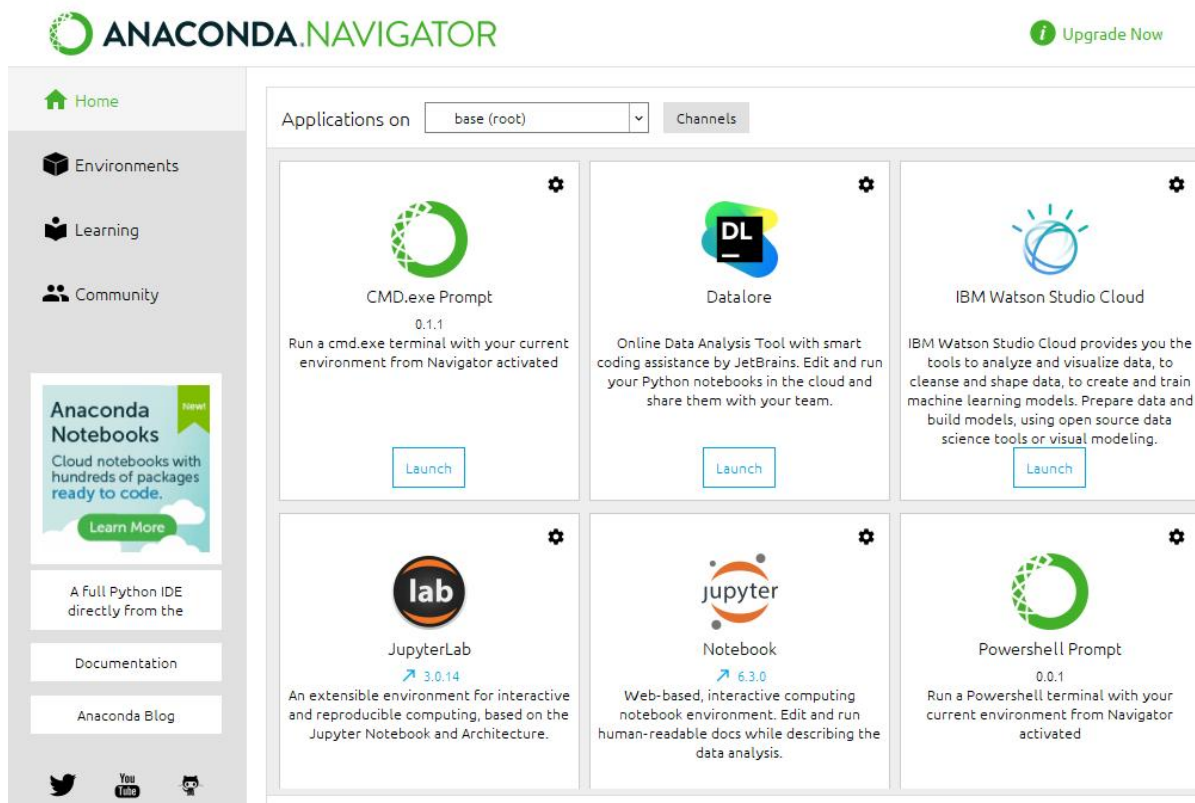 ANACONDA.NAVIGATOR
i Upgrade Now
Home
Environments
Learning
Community
Anaconda
Notebooks
New!
Cloud notebooks with
hundreds of packages
ready to code.
Learn More
A full Python IDE
directly from the
Documentation
Anaconda Blog
You
Tube
Applications on base (root) Channels
CMD.exe Prompt
0.1.1
Run a cmd.exe terminal with your current
environment from Navigator activated
Launch
DL
Datalore
Online Data Analysis Tool with smart
coding assistance by JetBrains. Edit and run
your Python notebooks in the cloud and
share them with your team.
Launch
IBM Watson Studio Cloud
IBM Watson Studio Cloud provides you the
tools to analyze and visualize data, to
cleanse and shape data, to create and train
machine learning models. Prepare data and
build models, using open source data
science tools or visual modeling.
Launch
lab
JupyterLab
3.0.14
An extensible environment for interactive
and reproducible computing, based on the
Jupyter Notebook and Architecture.
jupyter
Notebook
6.3.0
Web-based, interactive computing
notebook environment. Edit and run
human-readable docs while describing the
data analysis.
Powershell Prompt
0.0.1
Run a Powershell terminal with your
current environment from Navigator
activated